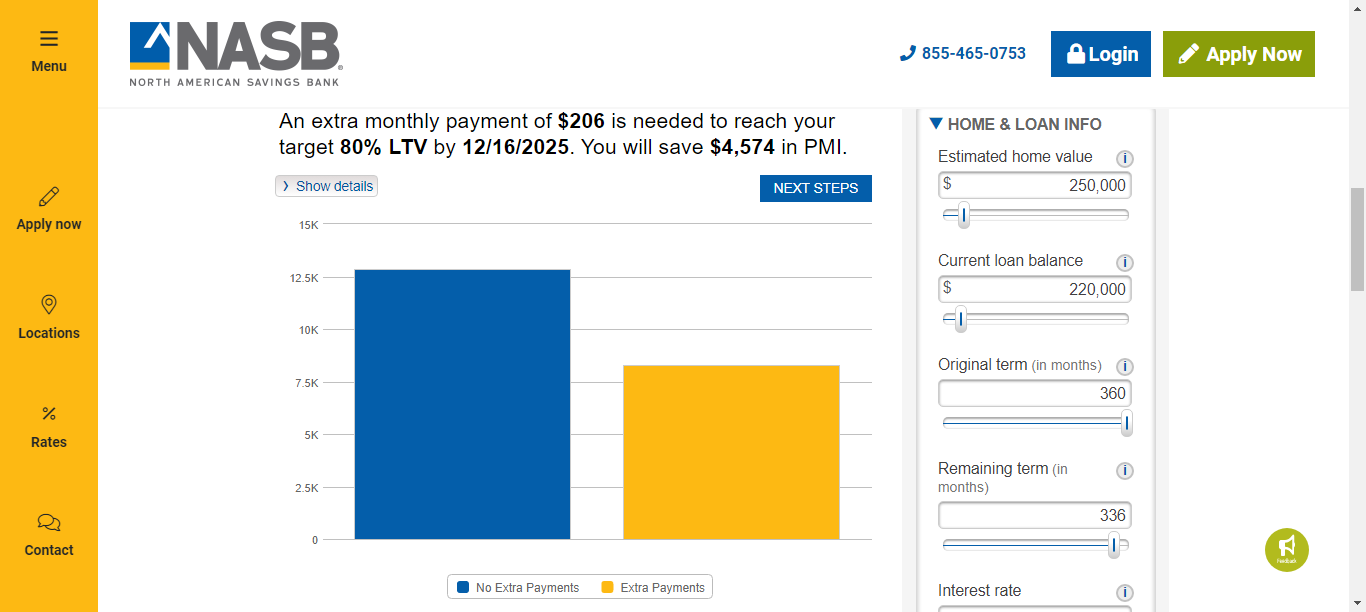 Menu
Apply now
Locations
Rates
Contact
NASB
NORTH AMERICAN SAVINGS BANK
855-465-0753
Login
Apply Now
An extra monthly payment of $206 is needed to reach your
target 80% LTV by 12/16/2025. You will save $4,574 in PMI.
Show details
NEXT STEPS
15K
12.5K
10K
7.5K
5K
2.5K
0
No Extra Payments
Extra Payments
HOME & LOAN INFO
Estimated home value
i
$ 250,000
Current loan balance
i
$ 220,000
Original term (in months)
i
360
Remaining term (in
months)
i
336
Interest rate
i
Feedback